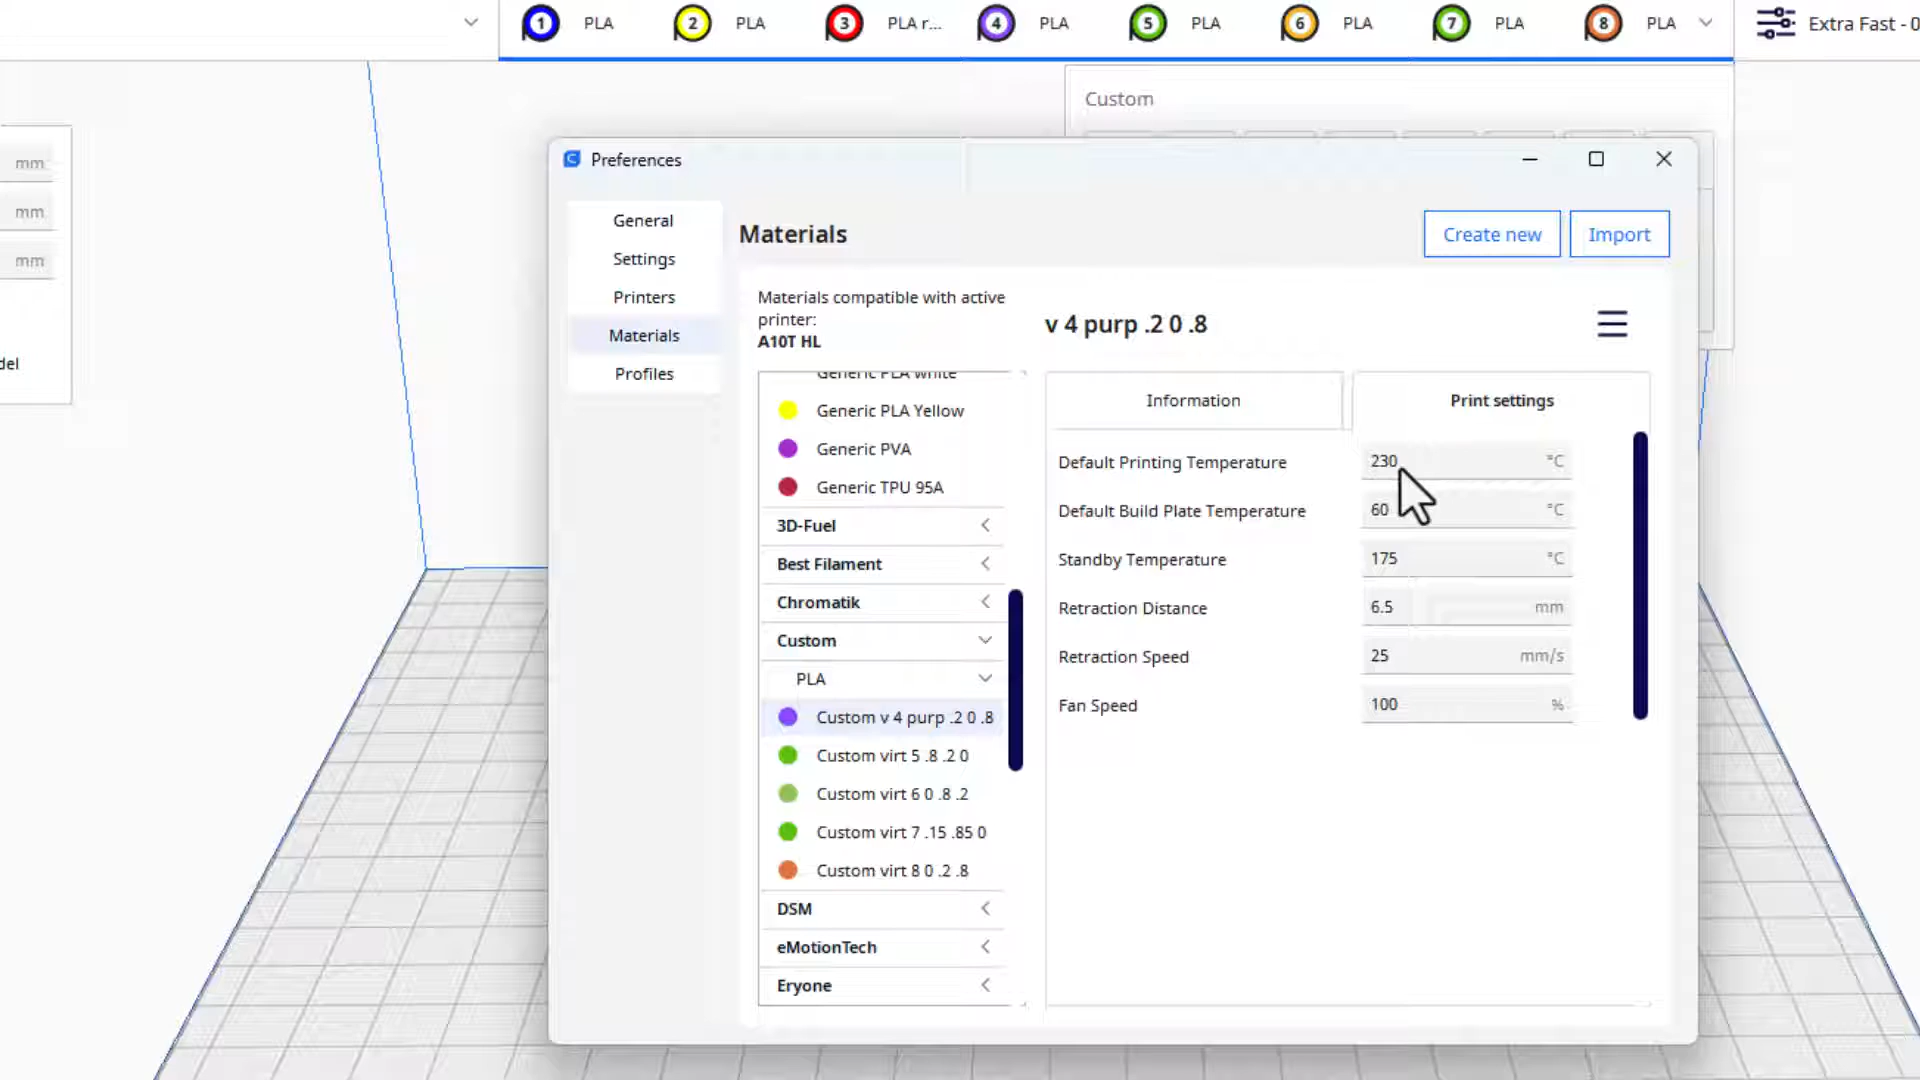 1 PLA 2 PLA 3 PLA r... 4 PLA 5 PLA 6 PLA 7 PLA 8 PLA Extra Fast - 0
Custom
Preferences
mm
mm
mm
del
General
Settings
Printers
Materials
Profiles
Materials
Create new
Import
Materials compatible with active
printer:
A10T HL
Generic PLA white
Generic PLA Yellow
Generic PVA
Generic TPU 95A
3D-Fuel
Best Filament
Chromatik
Custom
PLA
Custom v 4 purp .2 0 .8
Custom virt 5 .8 .2 0
Custom virt 6 0 .8 .2
Custom virt 7 .15 .85 0
Custom virt 8 0 .2 .8
DSM
eMotionTech
Eryone
v 4 purp .2 0 .8
Information
Print settings
Default Printing Temperature 230 °C
Default Build Plate Temperature 60 °C
Standby Temperature 175 °C
Retraction Distance 6.5 mm
Retraction Speed 25 mm/s
Fan Speed 100 %